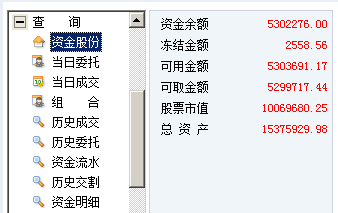 查 询
资金股份
当日委托
当日成交
组 合
历史成交
历史委托
资金流水
历史交割
资金明细
资金余额 5302276.00
冻结金额 2558.56
可用金额 5303691.17
可取金额 5299717.44
股票市值 10069680.25
总 资 产 15375929.98